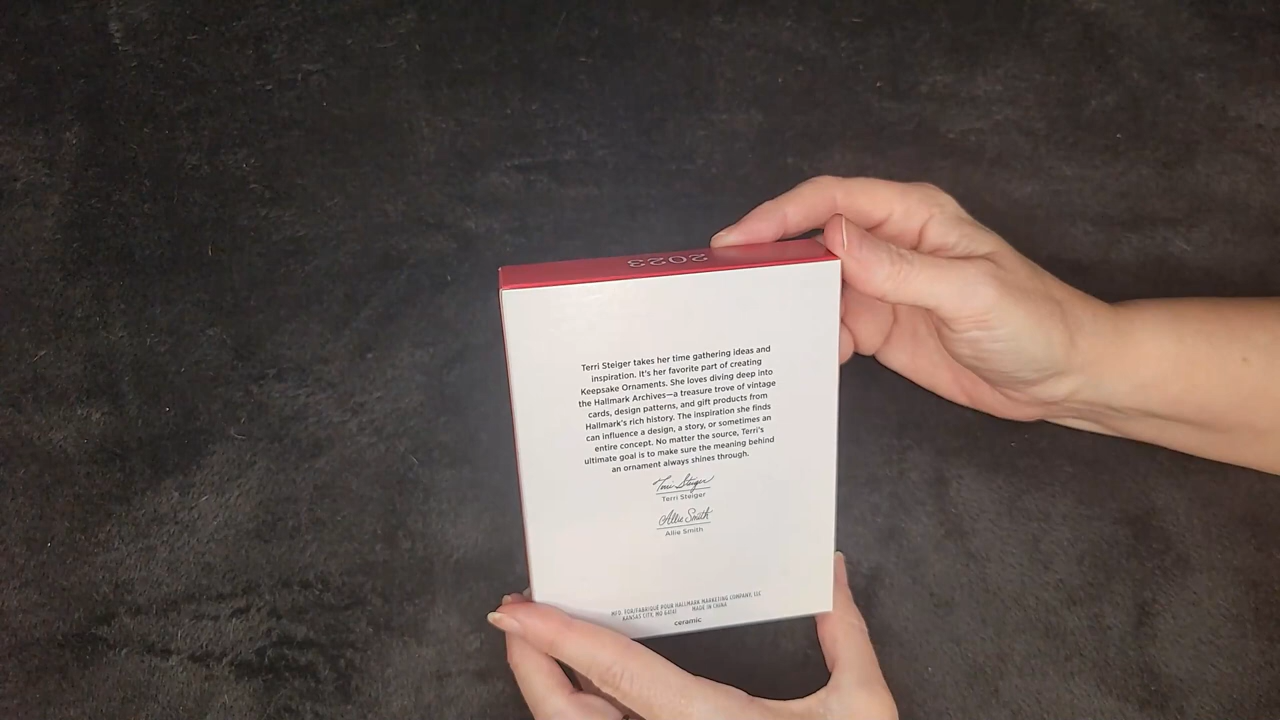 2023
Terri Steiger takes her time gathering ideas and
inspiration. It's her favorite part of creating
Keepsake Ornaments. She loves diving deep into
the Hallmark Archives—a treasure trove of vintage
cards, design patterns, and gift products from
Hallmark's rich history. The inspiration she finds
can influence a design, a story, or sometimes an
entire concept. No matter the source, Terri's
ultimate goal is to make sure the meaning behind
an ornament always shines through.
Terri Steiger
Terri Steiger
Allie Smith
Allie Smith
MFD. FOR/FABRIQUÉ POUR HALLMARK MARKETING COMPANY, LLC
KANSAS CITY, MO 64141 MADE IN CHINA
ceramic